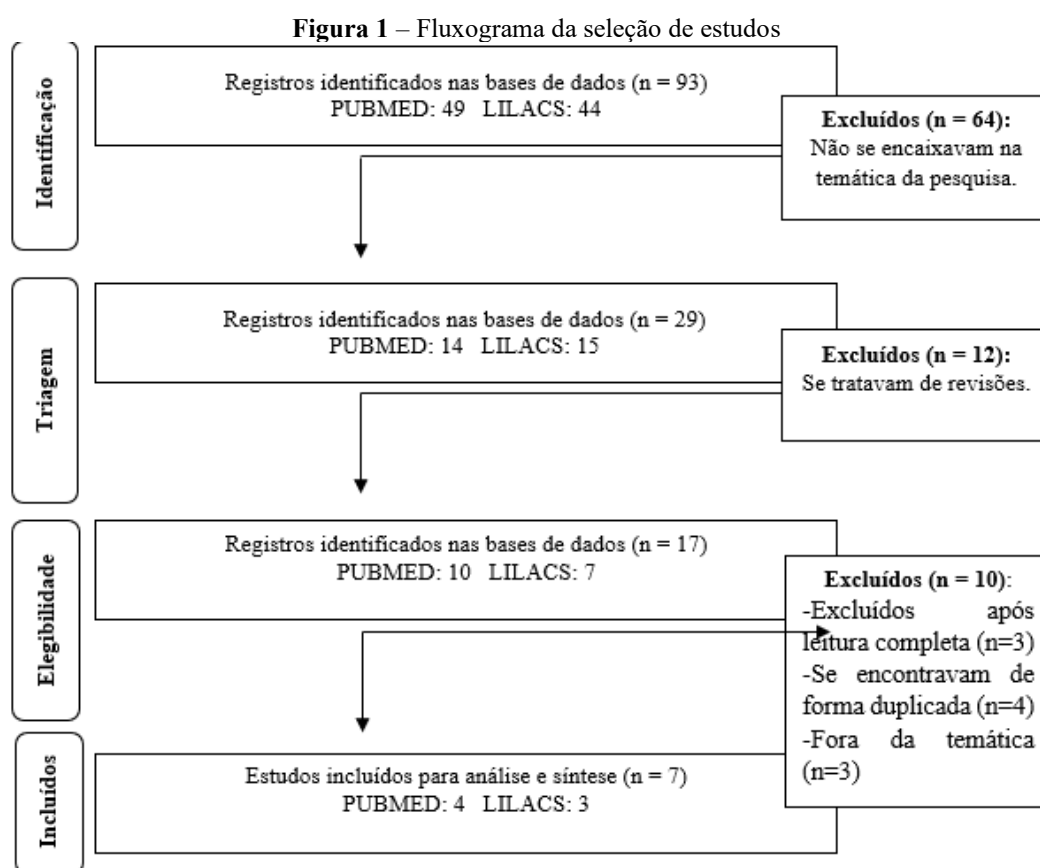 Figura 1 – Fluxograma da seleção de estudos
Identificação
Registros identificados nas bases de dados (n = 93)
PUBMED: 49 LILACS: 44
Excluídos (n = 64):
Não se encaixavam na
temática da pesquisa.
Triagem
Registros identificados nas bases de dados (n = 29)
PUBMED: 14 LILACS: 15
Excluídos (n = 12):
Se tratavam de revisões.
Elegibilidade
Registros identificados nas bases de dados (n = 17)
PUBMED: 10 LILACS: 7
Excluídos (n = 10):
-Excluídos após
leitura completa (n=3)
-Se encontravam de
forma duplicada (n=4)
-Fora da temática
(n=3)
Incluídos
Estudos incluídos para análise e síntese (n = 7)
PUBMED: 4 LILACS: 3